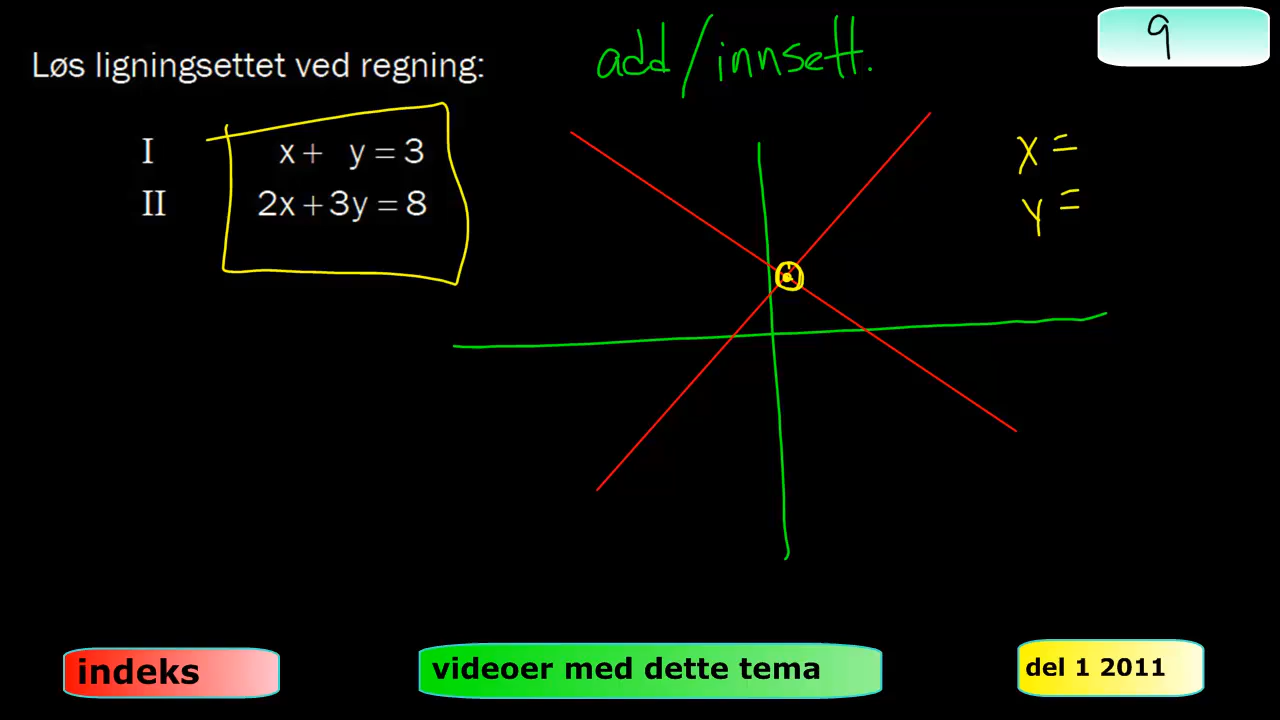 add/innsett.
9
Løs ligningsettet ved regning:
I x + y = 3
II 2x + 3y = 8
x =
y =
indeks
videoer med dette tema
del 1 2011